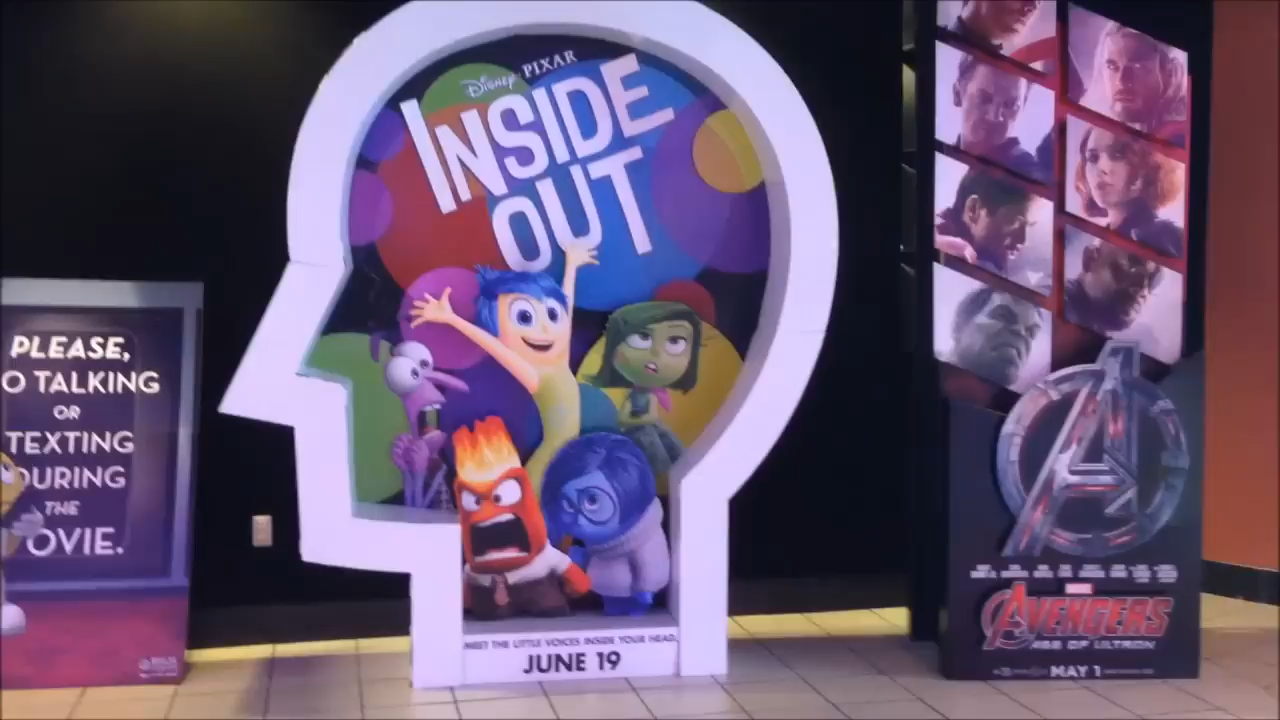 PLEASE,
O TALKING
OR
TEXTING
DURING
THE
OVIE.
DISNEY PIXAR
INSIDE
OUT
MEET THE LITTLE VOICES INSIDE YOUR HEAD.
JUNE 19
MARVEL
AVENGERS
AGE OF ULTRON
MAY 1